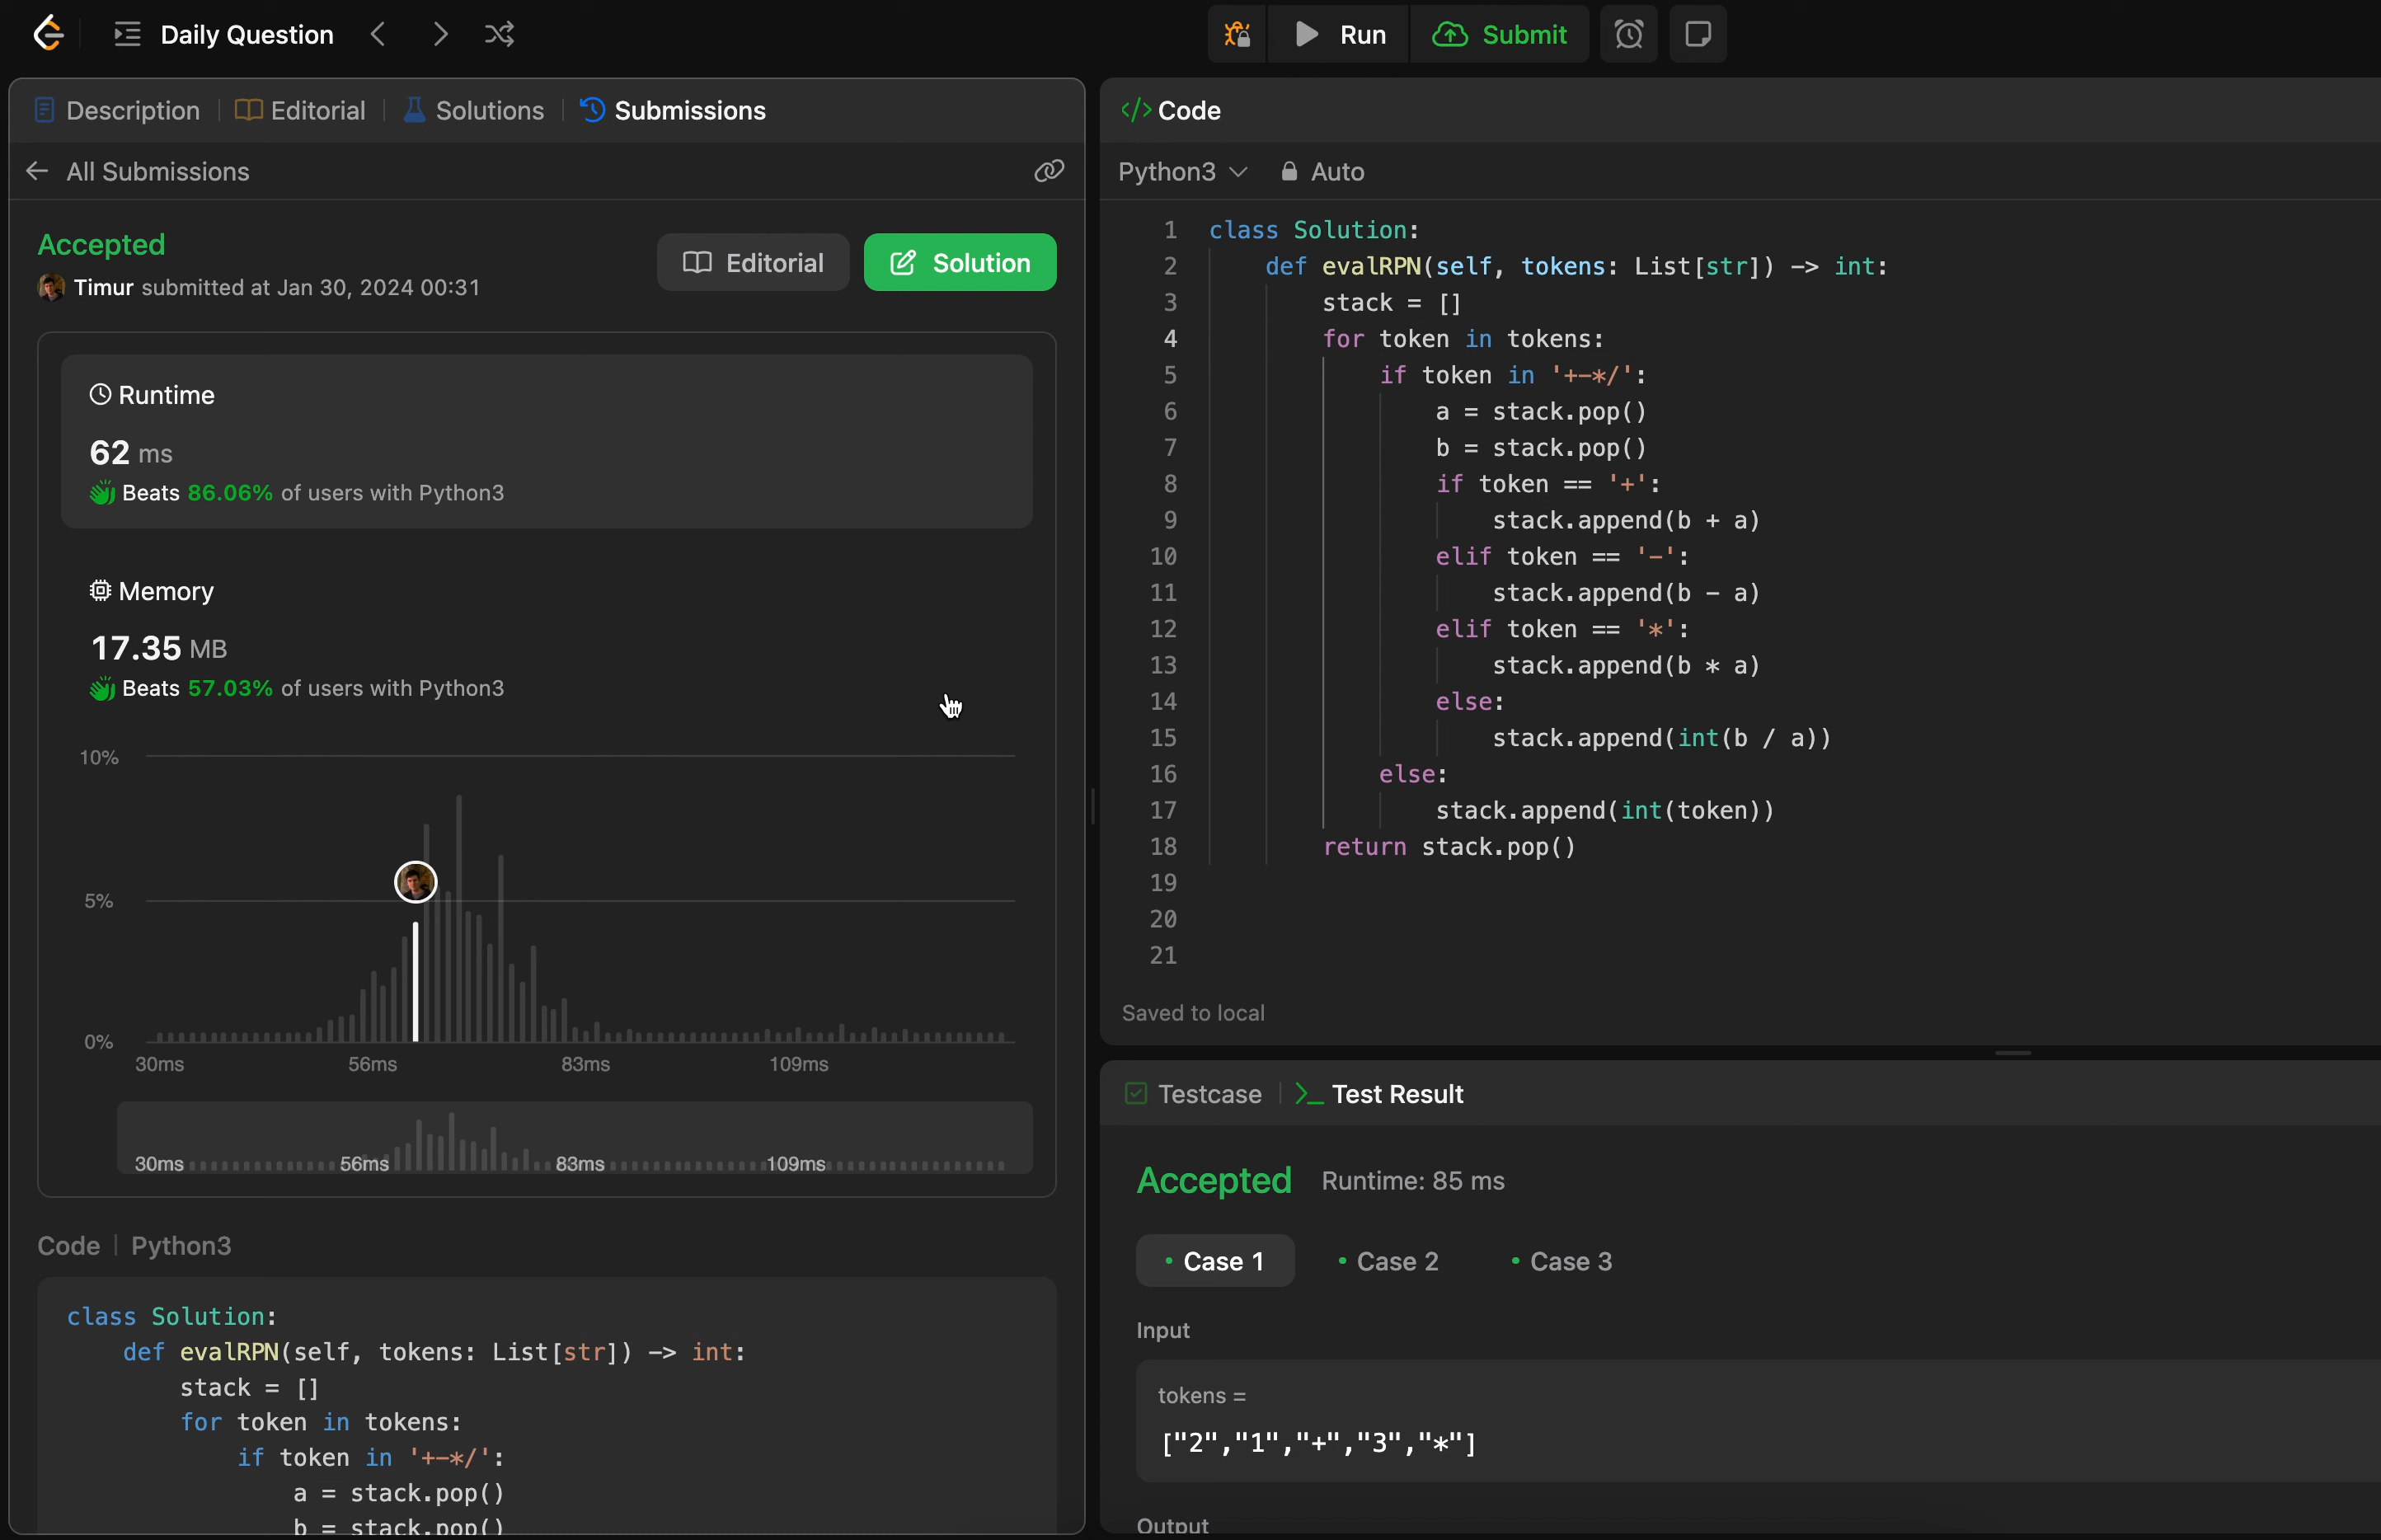 Daily Question
Run
Submit
Description
Editorial
Solutions
Submissions
All Submissions
Accepted
Timur submitted at Jan 30, 2024 00:31
Editorial
Solution
Runtime
62 ms
Beats 86.06% of users with Python3
Memory
17.35 MB
Beats 57.03% of users with Python3
10%
5%
0%
30ms
56ms
83ms
109ms
30ms
56ms
83ms
109ms
Code | Python3
class Solution:
    def evalRPN(self, tokens: List[str]) -> int:
        stack = []
        for token in tokens:
            if token in '+-*/':
                a = stack.pop()
                b = stack.pop()
</> Code
Python3
Auto
1 class Solution:
2     def evalRPN(self, tokens: List[str]) -> int:
3         stack = []
4         for token in tokens:
5             if token in '+-*/':
6                 a = stack.pop()
7                 b = stack.pop()
8                 if token == '+':
9                     stack.append(b + a)
10                 elif token == '-':
11                     stack.append(b - a)
12                 elif token == '*':
13                     stack.append(b * a)
14                 else:
15                     stack.append(int(b / a))
16             else:
17                 stack.append(int(token))
18         return stack.pop()
19
20
21
Saved to local
Testcase
Test Result
Accepted Runtime: 85 ms
Case 1
Case 2
Case 3
Input
tokens =
["2","1","+","3","*"]
Output